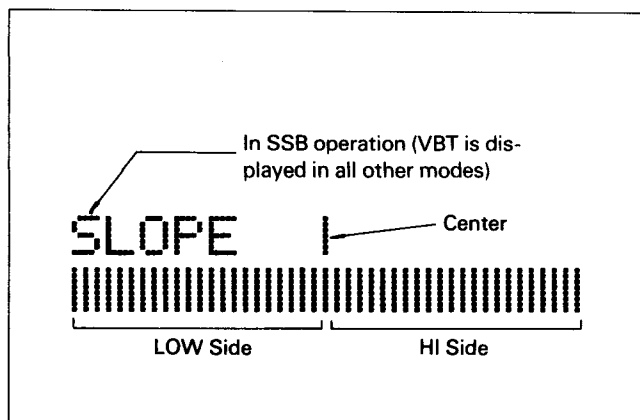 In SSB operation (VBT is dis-
played in all other modes)
SLOPE
Center
LOW Side
HI Side